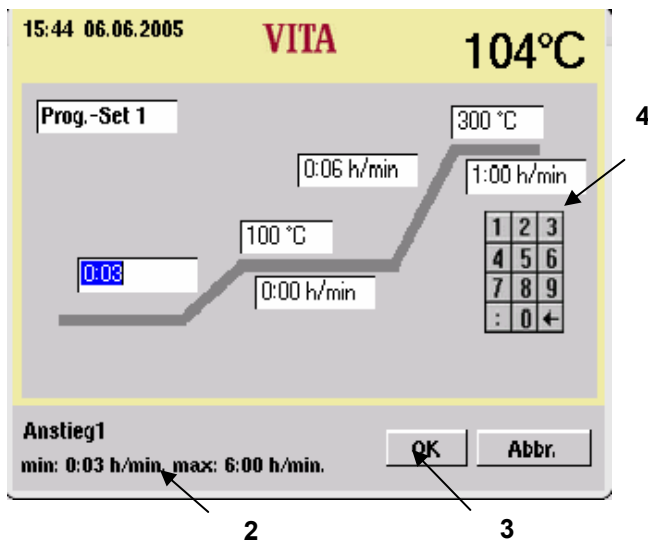 15:44 06.06.2005 VITA 104°C
Prog.-Set 1
300 °C
4
0:06 h/min
1:00 h/min
100 °C
0:03
0:00 h/min
1 2 3
4 5 6
7 8 9
: 0 ←
Anstieg1
min: 0:03 h/min, max: 6:00 h/min.
OK
Abbr.
2
3